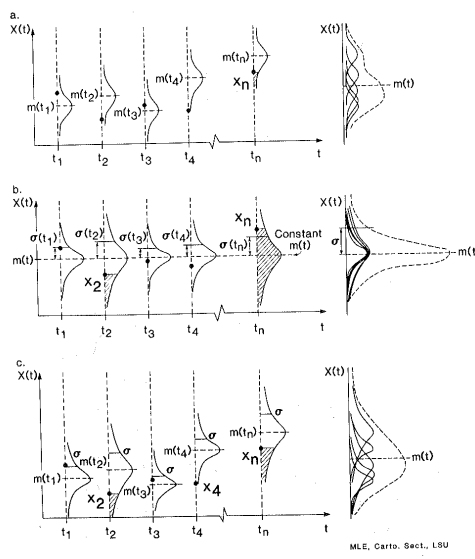 a.
X(t)
m(t₁)
m(t₂)
m(t₃)
m(t₄)
m(tₙ)
xₙ
t₁
t₂
t₃
t₄
tₙ
t
X(t)
m(t)
b.
X(t)
m(t)
σ(t₁)
σ(t₂)
x₂
σ(t₃)
σ(t₄)
σ(tₙ)
xₙ
Constant
m(t)
t₁
t₂
t₃
t₄
tₙ
t
X(t)
σ
m(t)
c.
X(t)
m(t₁)
σ
m(t₂)
σ
x₂
m(t₃)
σ
m(t₄)
σ
x₄
m(tₙ)
σ
xₙ
t₁
t₂
t₃
t₄
tₙ
t
X(t)
m(t)
MLE, Carto. Sect., LSU